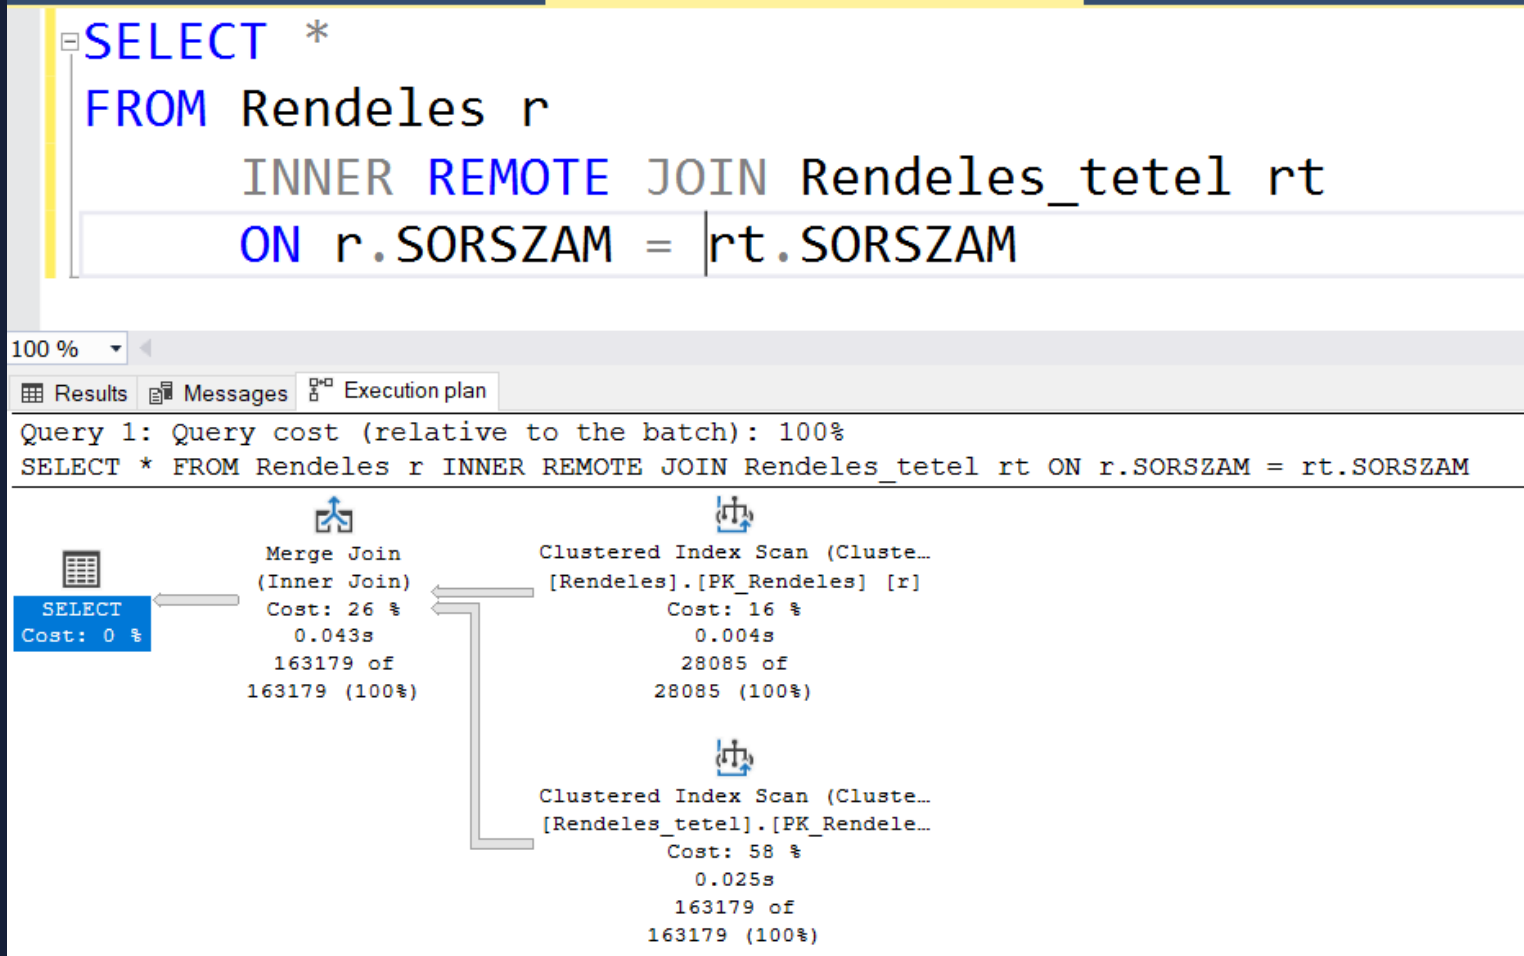 SELECT *
FROM Rendeles r
INNER REMOTE JOIN Rendeles_tetel rt
ON r.SORSZAM = rt.SORSZAM
100 %
Results Messages Execution plan
Query 1: Query cost (relative to the batch): 100%
SELECT * FROM Rendeles r INNER REMOTE JOIN Rendeles_tetel rt ON r.SORSZAM = rt.SORSZAM
SELECT
Cost: 0 %
Merge Join
(Inner Join)
Cost: 26 %
0.043s
163179 of
163179 (100%)
Clustered Index Scan (Cluste…
[Rendeles].[PK_Rendeles] [r]
Cost: 16 %
0.004s
28085 of
28085 (100%)
Clustered Index Scan (Cluste…
[Rendeles_tetel].[PK_Rendele…
Cost: 58 %
0.025s
163179 of
163179 (100%)